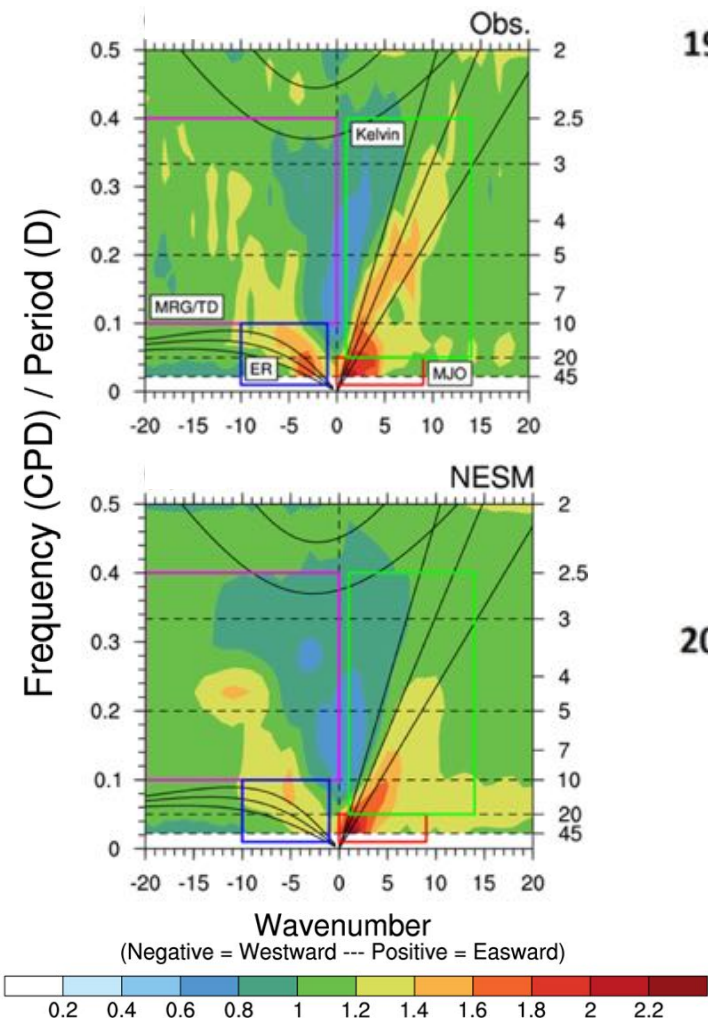 Obs.
19
0.5
2
0.4
2.5
Kelvin
0.3
3
4
0.2
5
7
MRG/TD
0.1
10
20
ER
MJO
45
0
-20 -15 -10 -5 0 5 10 15 20
NESM
0.5
2
0.4
2.5
3
20
0.3
4
0.2
5
7
0.1
10
20
45
0
-20 -15 -10 -5 0 5 10 15 20
Frequency (CPD) / Period (D)
Wavenumber
(Negative = Westward --- Positive = Easward)
0.2 0.4 0.6 0.8 1 1.2 1.4 1.6 1.8 2 2.2